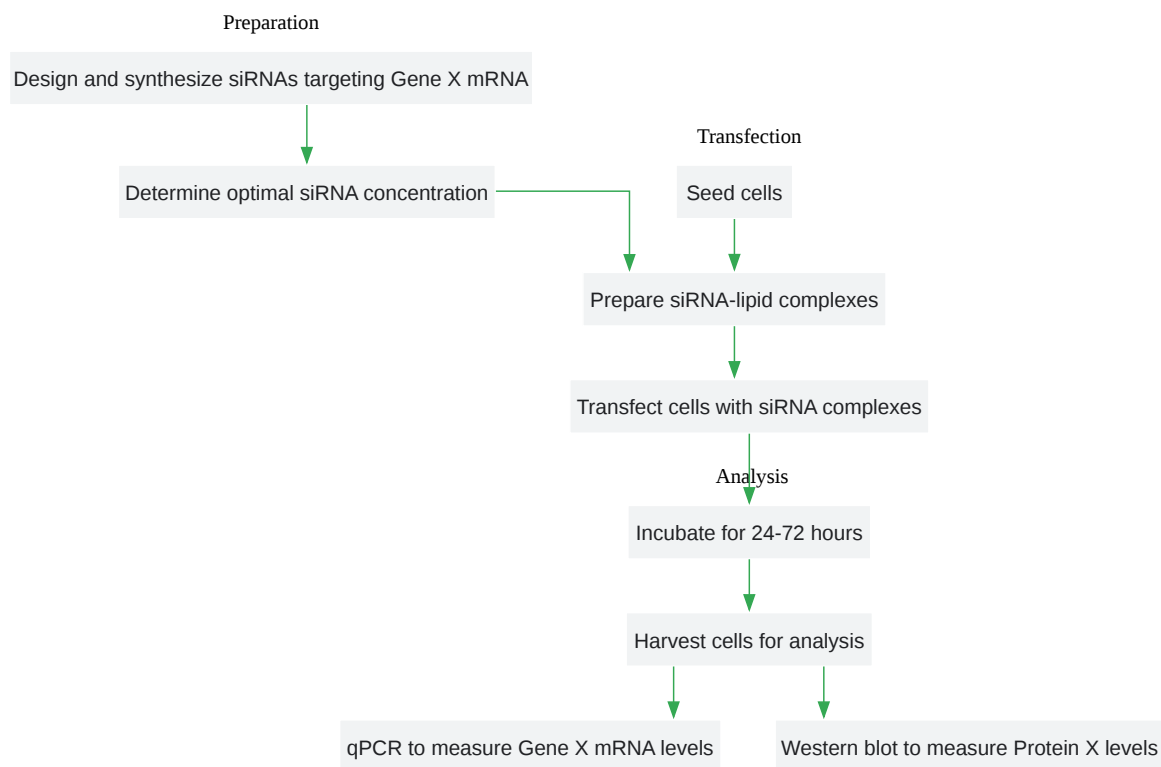 Preparation
Design and synthesize siRNAs targeting Gene X mRNA
Determine optimal siRNA concentration
Transfection
Seed cells
Prepare siRNA-lipid complexes
Transfect cells with siRNA complexes
Analysis
Incubate for 24-72 hours
Harvest cells for analysis
qPCR to measure Gene X mRNA levels
Western blot to measure Protein X levels